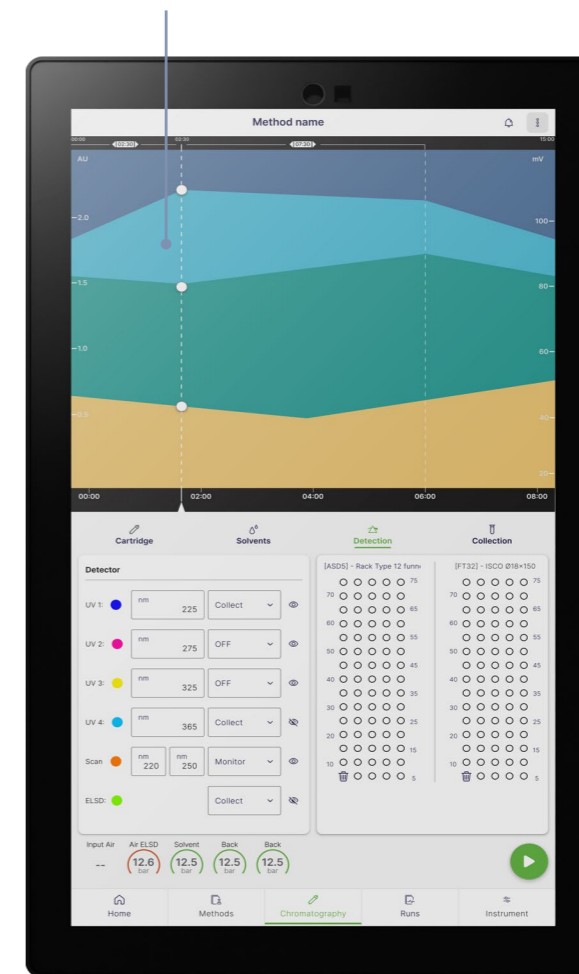 Method name
00:00 (02:30) 02:30 (07:30) 15:00
AU mV
2.0 100
1.5 80
1.0 60
0.5 40
20
00:00 02:00 04:00 06:00 08:00
Cartridge Solvents Detection Collection
Detector
UV 1: nm 225 Collect
UV 2: nm 275 OFF
UV 3: nm 325 OFF
UV 4: nm 365 Collect
Scan nm 220 nm 250 Monitor
ELSD: Collect
[ASD5] - Rack Type 12 funne
75
70
65
60
55
50
45
40
35
30
25
20
15
10
5
[FT32] - ISCO Ø18x150
75
70
65
60
55
50
45
40
35
30
25
20
15
10
5
Input Air Air ELSD Solvent Back Back
-- 12.6 bar 12.5 bar 12.5 bar 12.5 bar
Home Methods Chromatography Runs Instrument